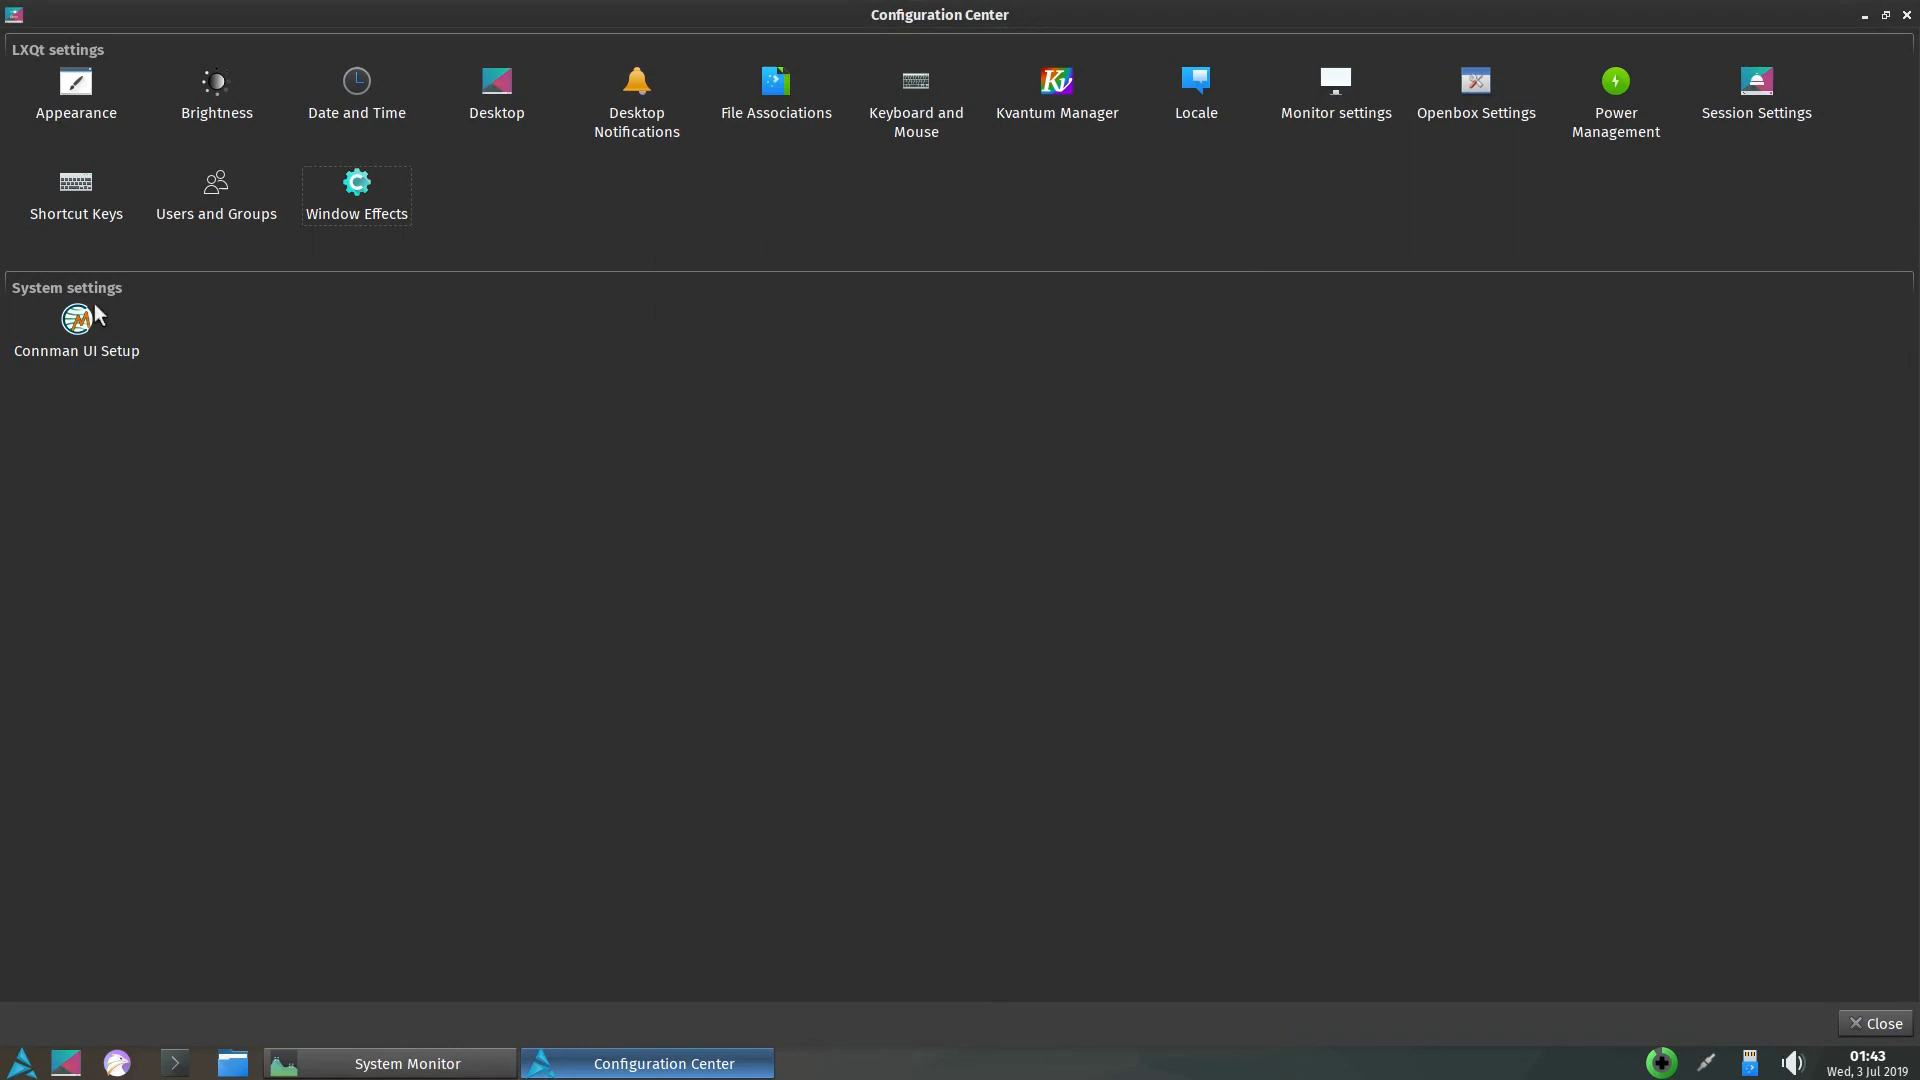 Configuration Center
LXQt settings
Appearance
Brightness
Date and Time
Desktop
Desktop
Notifications
File Associations
Keyboard and
Mouse
Kvantum Manager
Locale
Monitor settings
Openbox Settings
Power
Management
Session Settings
Shortcut Keys
Users and Groups
Window Effects
System settings
Connman UI Setup
Close
System Monitor
Configuration Center
01:43
Wed, 3 Jul 2019